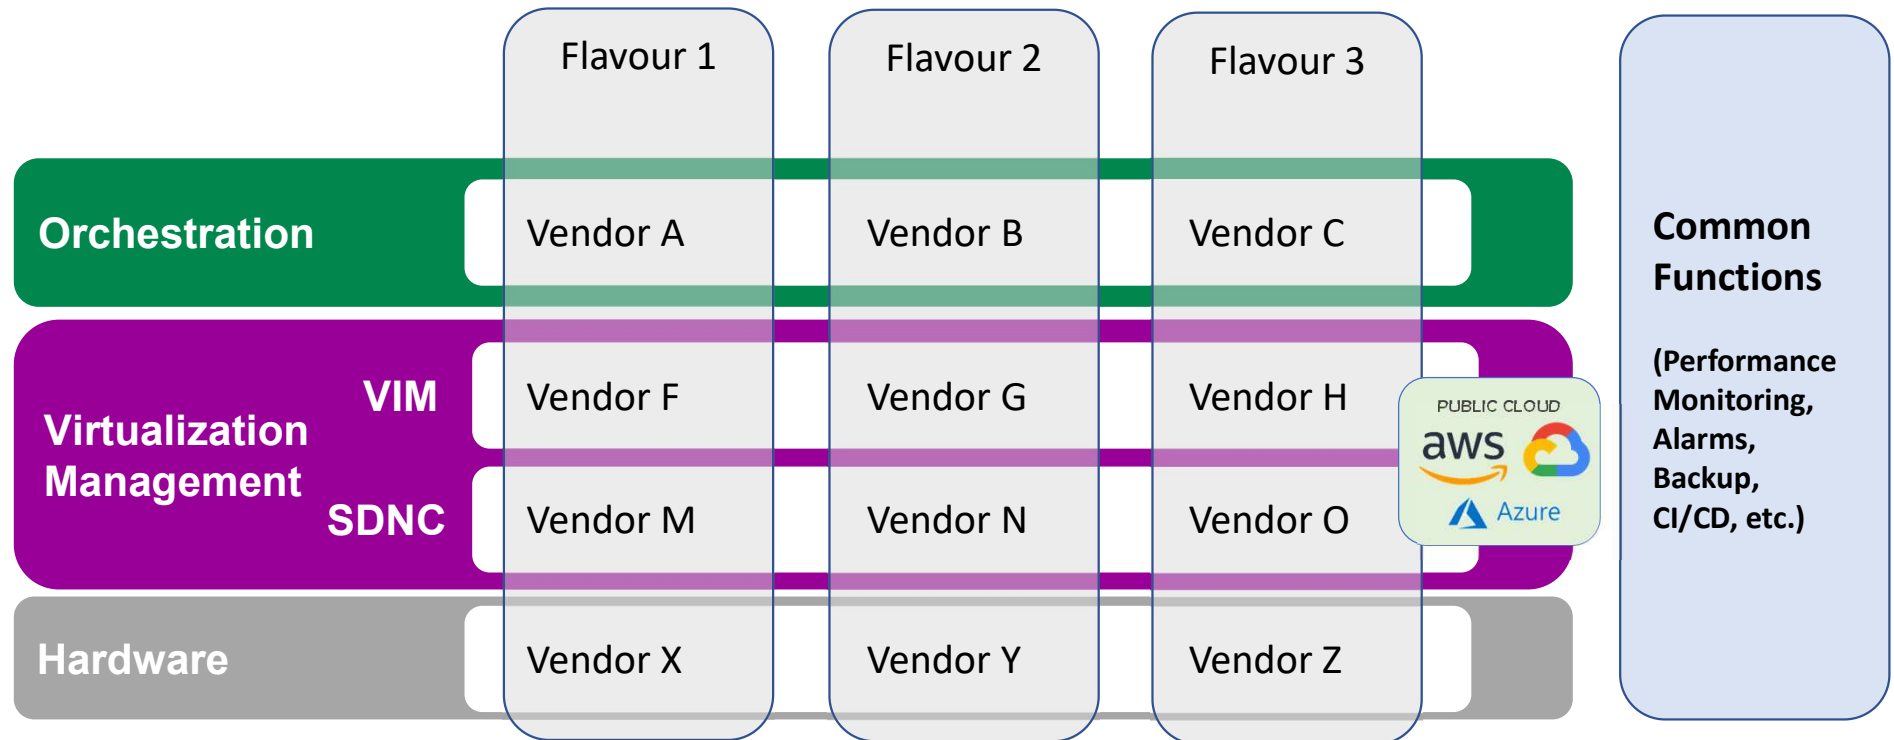 Flavour 1
Flavour 2
Flavour 3
Orchestration
Vendor A
Vendor B
Vendor C
Virtualization
Management
VIM
Vendor F
Vendor G
Vendor H
SDNC
Vendor M
Vendor N
Vendor O
PUBLIC CLOUD
aws
Azure
Hardware
Vendor X
Vendor Y
Vendor Z
Common
Functions
(Performance
Monitoring,
Alarms,
Backup,
CI/CD, etc.)